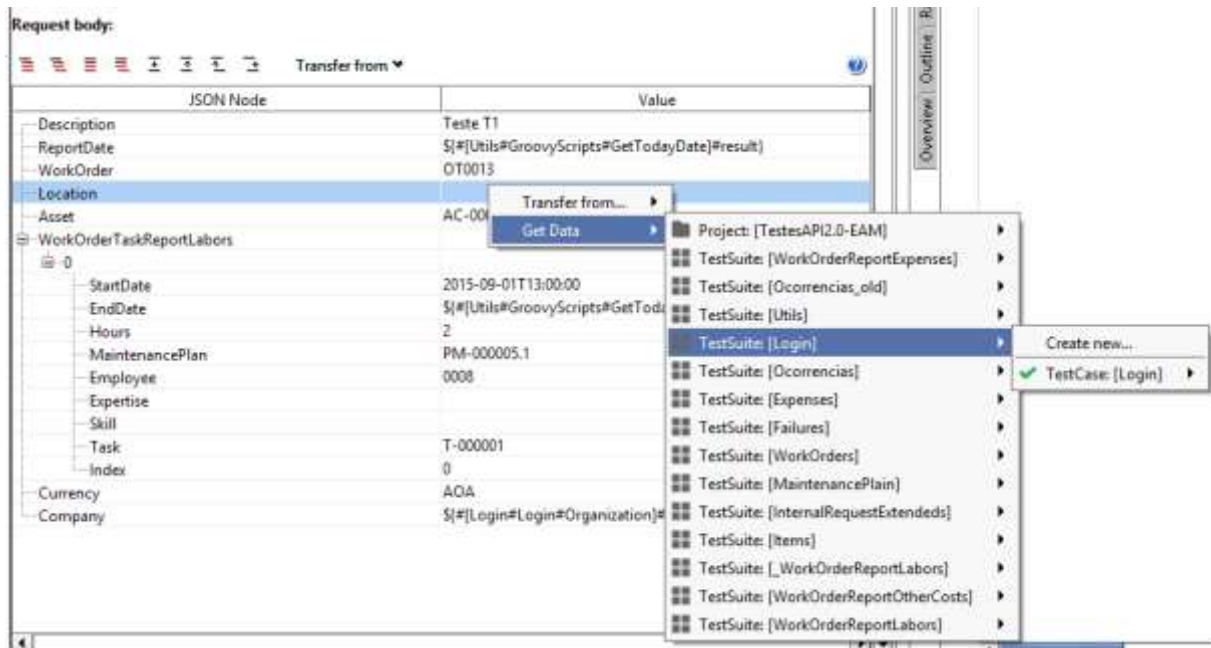 Request body:
Transfer from
JSON Node Value
Description Teste T1
ReportDate ${#[Utils#GroovyScripts#GetTodayDate]#result}
WorkOrder OT0013
Location
Asset AC-00
WorkOrderTaskReportLabors
0
StartDate 2015-09-01T13:00:00
EndDate ${#[Utils#GroovyScripts#GetToda
Hours 2
MaintenancePlan PM-000005.1
Employee 0008
Expertise
Skill
Task T-000001
Index 0
Currency AOA
Company ${#[Login#Login#Organization]#
Transfer from...
Get Data
Project: [TestesAPI2.0-EAM]
TestSuite: [WorkOrderReportExpenses]
TestSuite: [Ocorrencias_old]
TestSuite: [Utils]
TestSuite: [Login]
TestSuite: [Ocorrencias]
TestSuite: [Expenses]
TestSuite: [Failures]
TestSuite: [WorkOrders]
TestSuite: [MaintenancePlain]
TestSuite: [InternalRequestExtendeds]
TestSuite: [Items]
TestSuite: [_WorkOrderReportLabors]
TestSuite: [WorkOrderReportOtherCosts]
TestSuite: [WorkOrderReportLabors]
Create new...
TestCase: [Login]
Outline
Overview